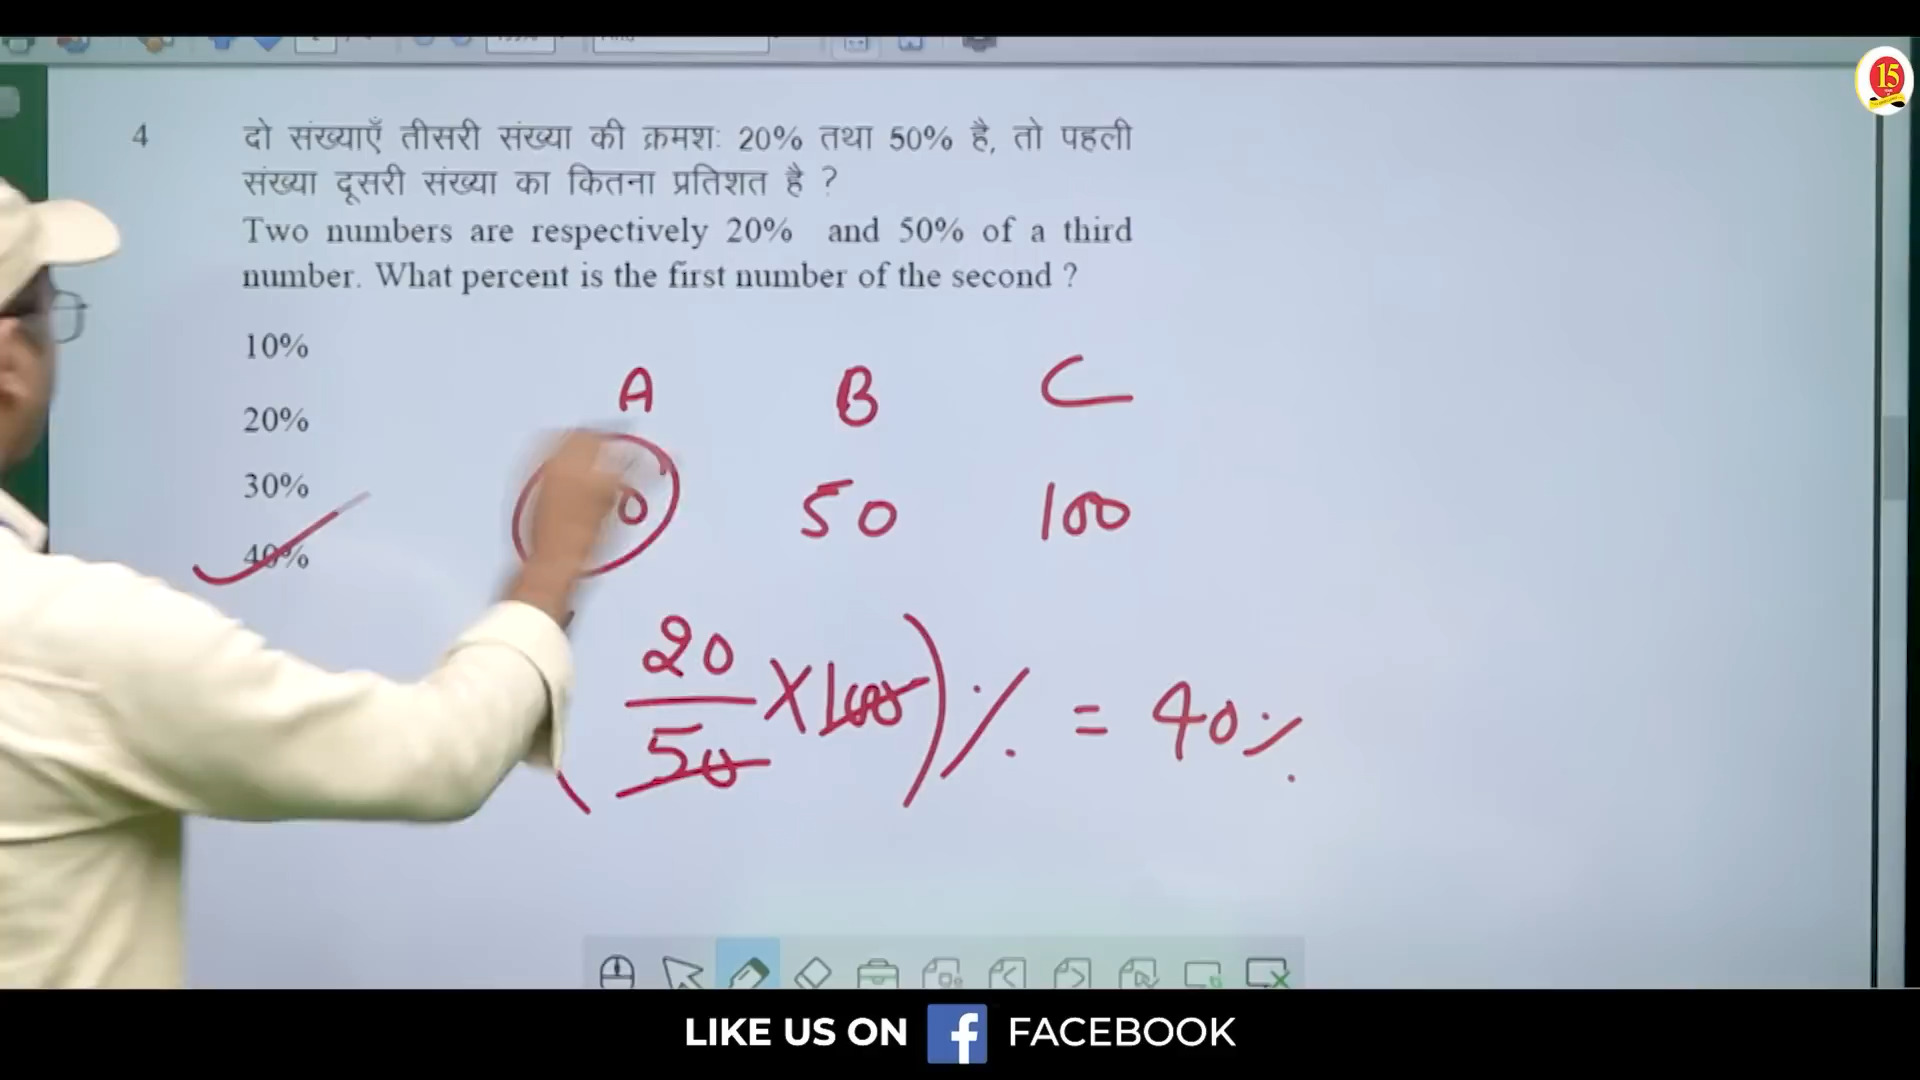 15
4 दो संख्याएँ तीसरी संख्या की क्रमशः 20% तथा 50% है, तो पहली
संख्या दूसरी संख्या का कितना प्रतिशत है ?
Two numbers are respectively 20% and 50% of a third
number. What percent is the first number of the second ?
10%
20%
30%
40%
A B C
0 50 100
(20/50 × 100) % = 40%
LIKE US ON f FACEBOOK